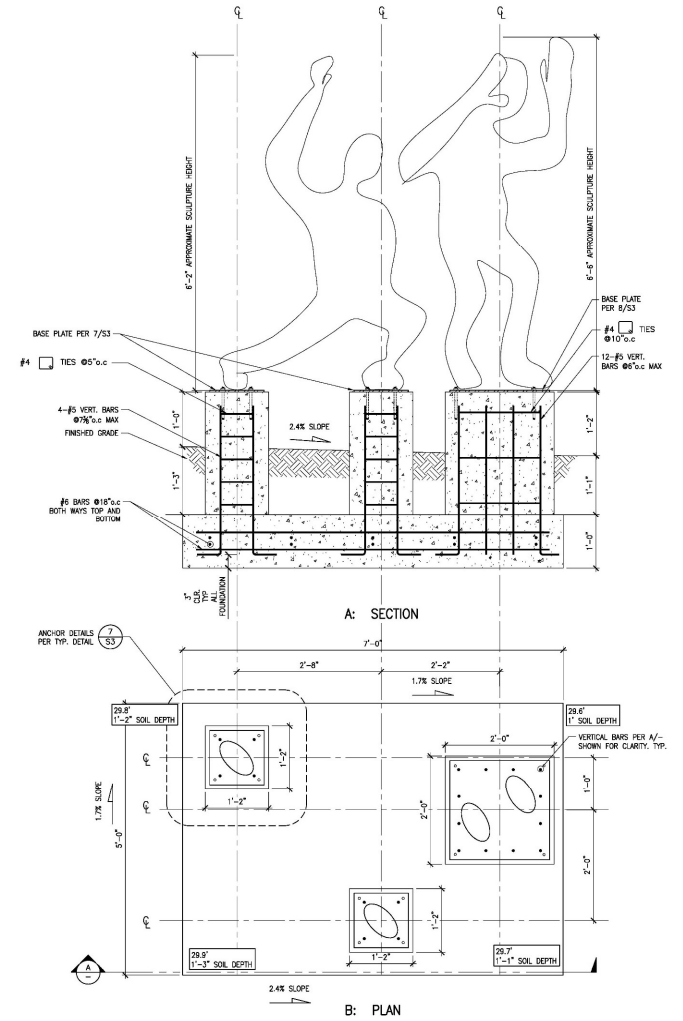 ℄ ℄ ℄
6'-2" APPROXIMATE SCULPTURE HEIGHT
6'-6" APPROXIMATE SCULPTURE HEIGHT
BASE PLATE PER 7/S3
#4 TIES @5"o.c
4-#5 VERT. BARS
@7⅝"o.c MAX
FINISHED GRADE
#6 BARS @18"o.c
BOTH WAYS TOP AND
BOTTOM
1'-0"
1'-3"
2.4% SLOPE
BASE PLATE
PER 8/S3
#4 TIES
@10"o.c
12-#5 VERT.
BARS @6"o.c MAX
1'-2"
1'-1"
1'-0"
3"
CLR.
TYP
ALL
FOUNDATION
A: SECTION
ANCHOR DETAILS
PER TYP. DETAIL
7
S3
7'-0"
2'-8"
2'-2"
1.7% SLOPE
29.8'
1'-2" SOIL DEPTH
29.6'
1' SOIL DEPTH
VERTICAL BARS PER A/-
SHOWN FOR CLARITY. TYP.
2'-0"
1'-2"
1'-2"
℄
℄
℄
1'-0"
2'-0"
2'-0"
1.7% SLOPE
5'-0"
1'-2"
1'-2"
29.9'
1'-3" SOIL DEPTH
29.7'
1'-1" SOIL DEPTH
A
–
2.4% SLOPE
B: PLAN